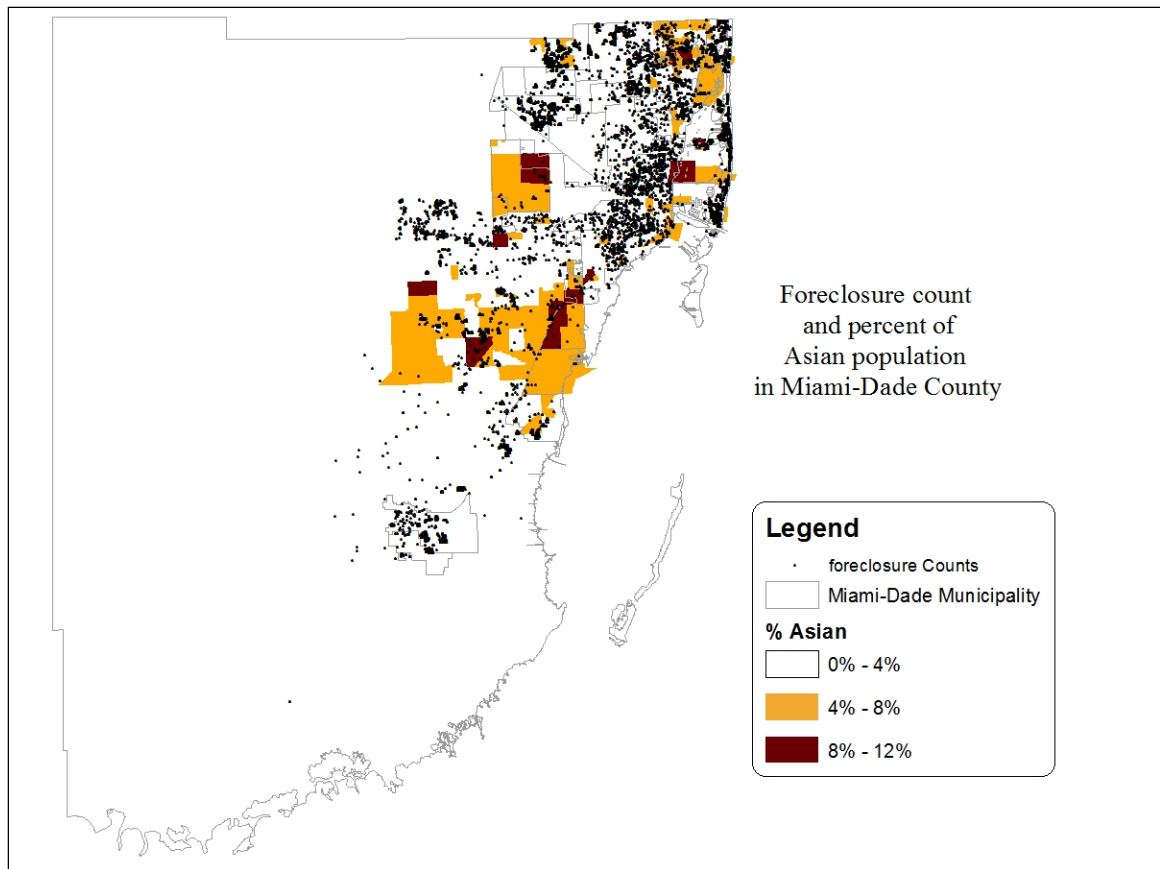 Foreclosure count
and percent of
Asian population
in Miami-Dade County
Legend
foreclosure Counts
Miami-Dade Municipality
% Asian
0% - 4%
4% - 8%
8% - 12%